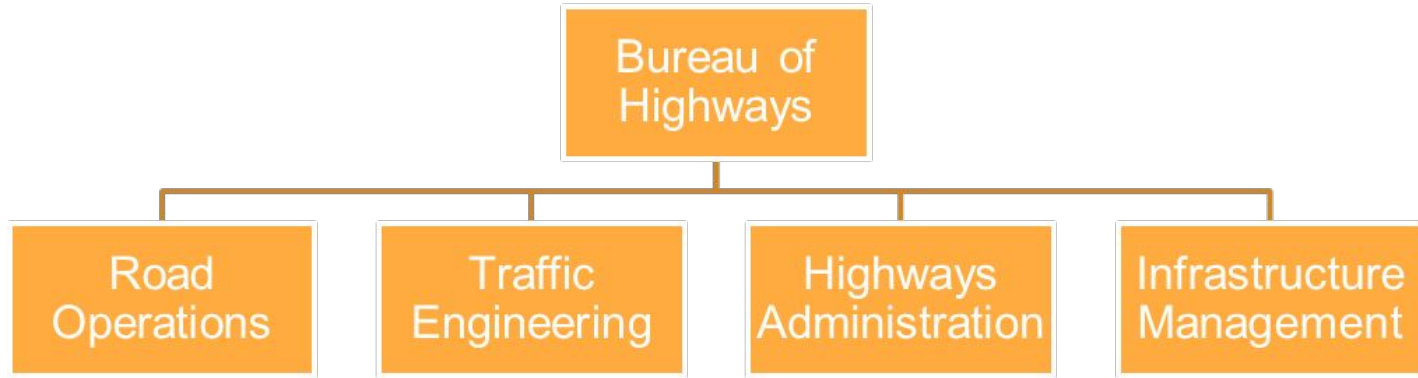 Bureau of
Highways
Road
Operations
Traffic
Engineering
Highways
Administration
Infrastructure
Management